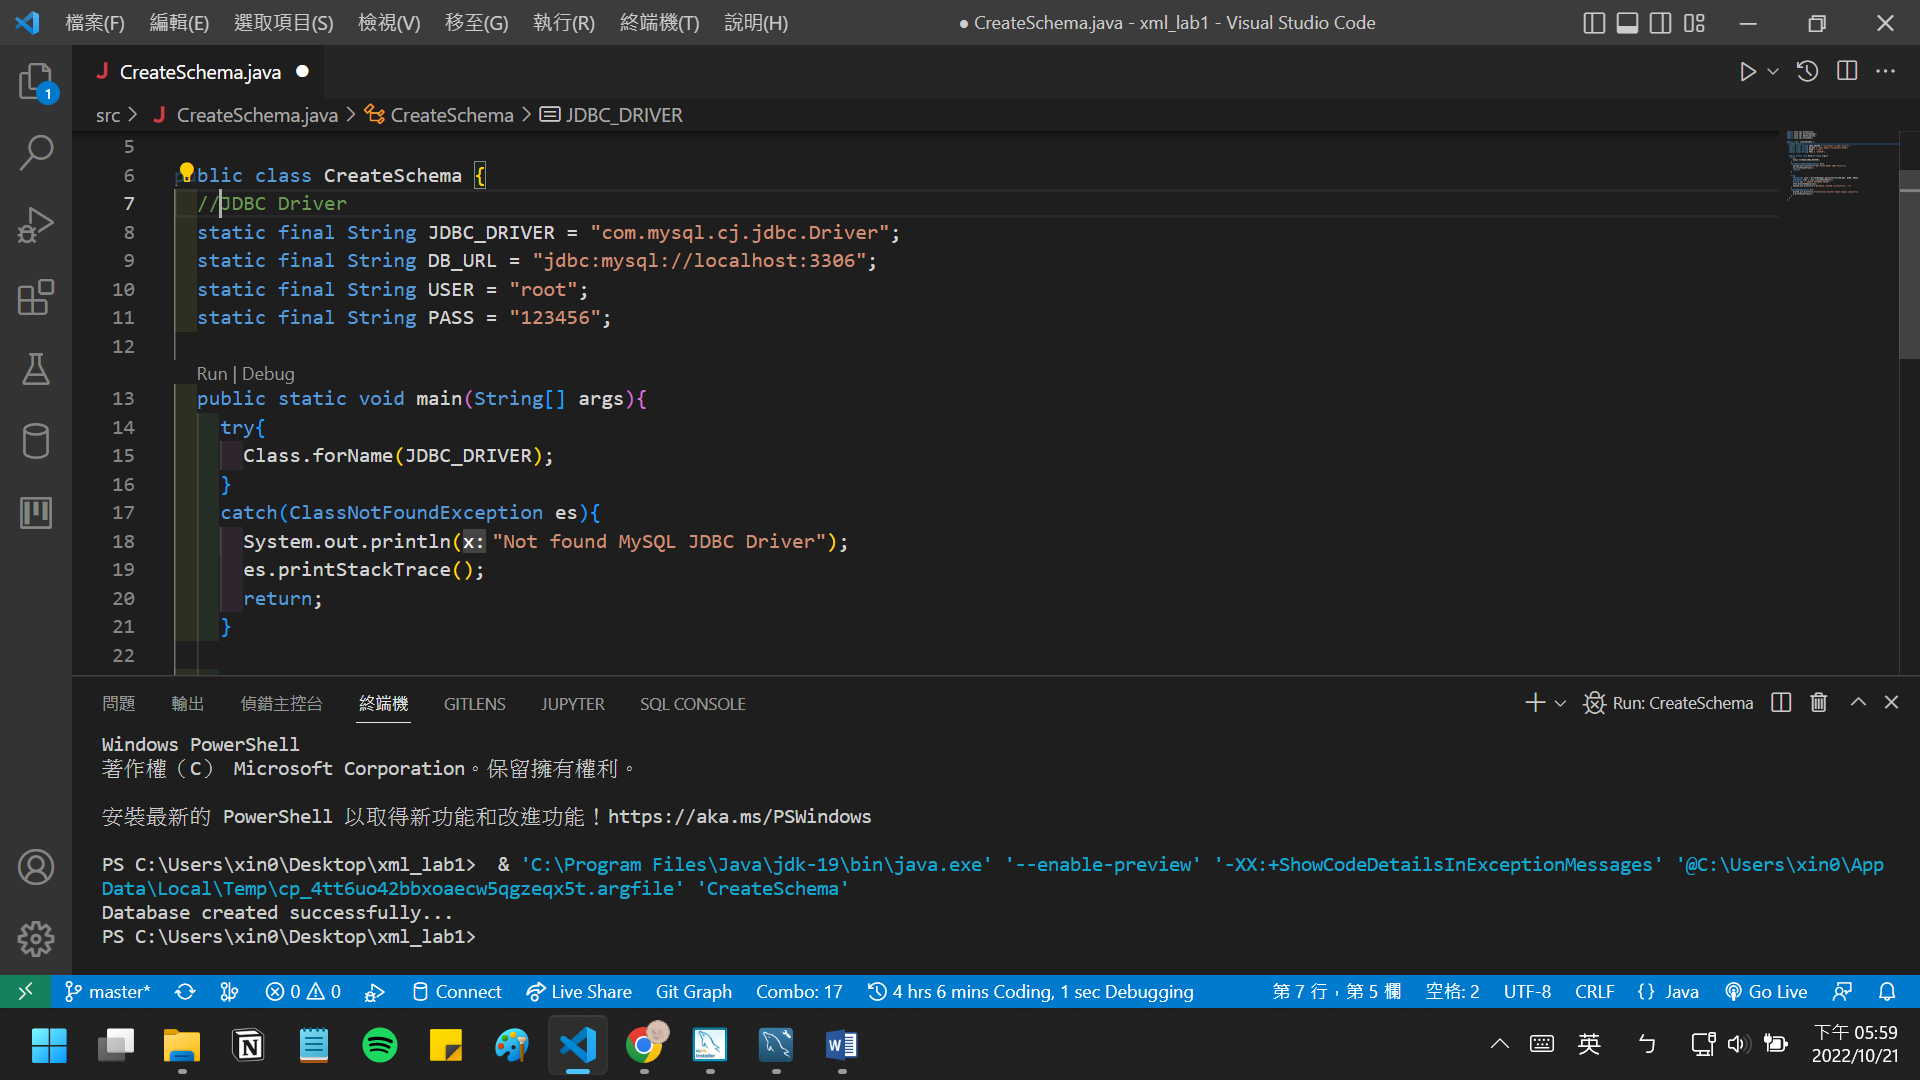 檔案(F) 編輯(E) 選取項目(S) 檢視(V) 移至(G) 執行(R) 終端機(T) 說明(H) ● CreateSchema.java - xml_lab1 - Visual Studio Code
J CreateSchema.java ●
1
src > J CreateSchema.java > CreateSchema > JDBC_DRIVER
5
6 public class CreateSchema {
7 //JDBC Driver
8 static final String JDBC_DRIVER = "com.mysql.cj.jdbc.Driver";
9 static final String DB_URL = "jdbc:mysql://localhost:3306";
10 static final String USER = "root";
11 static final String PASS = "123456";
12
Run | Debug
13 public static void main(String[] args){
14 try{
15 Class.forName(JDBC_DRIVER);
16 }
17 catch(ClassNotFoundException es){
18 System.out.println(x: "Not found MySQL JDBC Driver");
19 es.printStackTrace();
20 return;
21 }
22
問題 輸出 偵錯主控台 終端機 GITLENS JUPYTER SQL CONSOLE Run: CreateSchema
Windows PowerShell
著作權（C） Microsoft Corporation。保留擁有權利。
安裝最新的 PowerShell 以取得新功能和改進功能！https://aka.ms/PSWindows
PS C:\Users\xin0\Desktop\xml_lab1>  & 'C:\Program Files\Java\jdk-19\bin\java.exe' '--enable-preview' '-XX:+ShowCodeDetailsInExceptionMessages' '@C:\Users\xin0\App
Data\Local\Temp\cp_4tt6uo42bbxoaecw5qgzeqx5t.argfile' 'CreateSchema'
Database created successfully...
PS C:\Users\xin0\Desktop\xml_lab1>
master* 0 0 Connect Live Share Git Graph Combo: 17 4 hrs 6 mins Coding, 1 sec Debugging 第 7 行，第 5 欄 空格: 2 UTF-8 CRLF {} Java Go Live
英 ㄅ 下午 05:59
2022/10/21